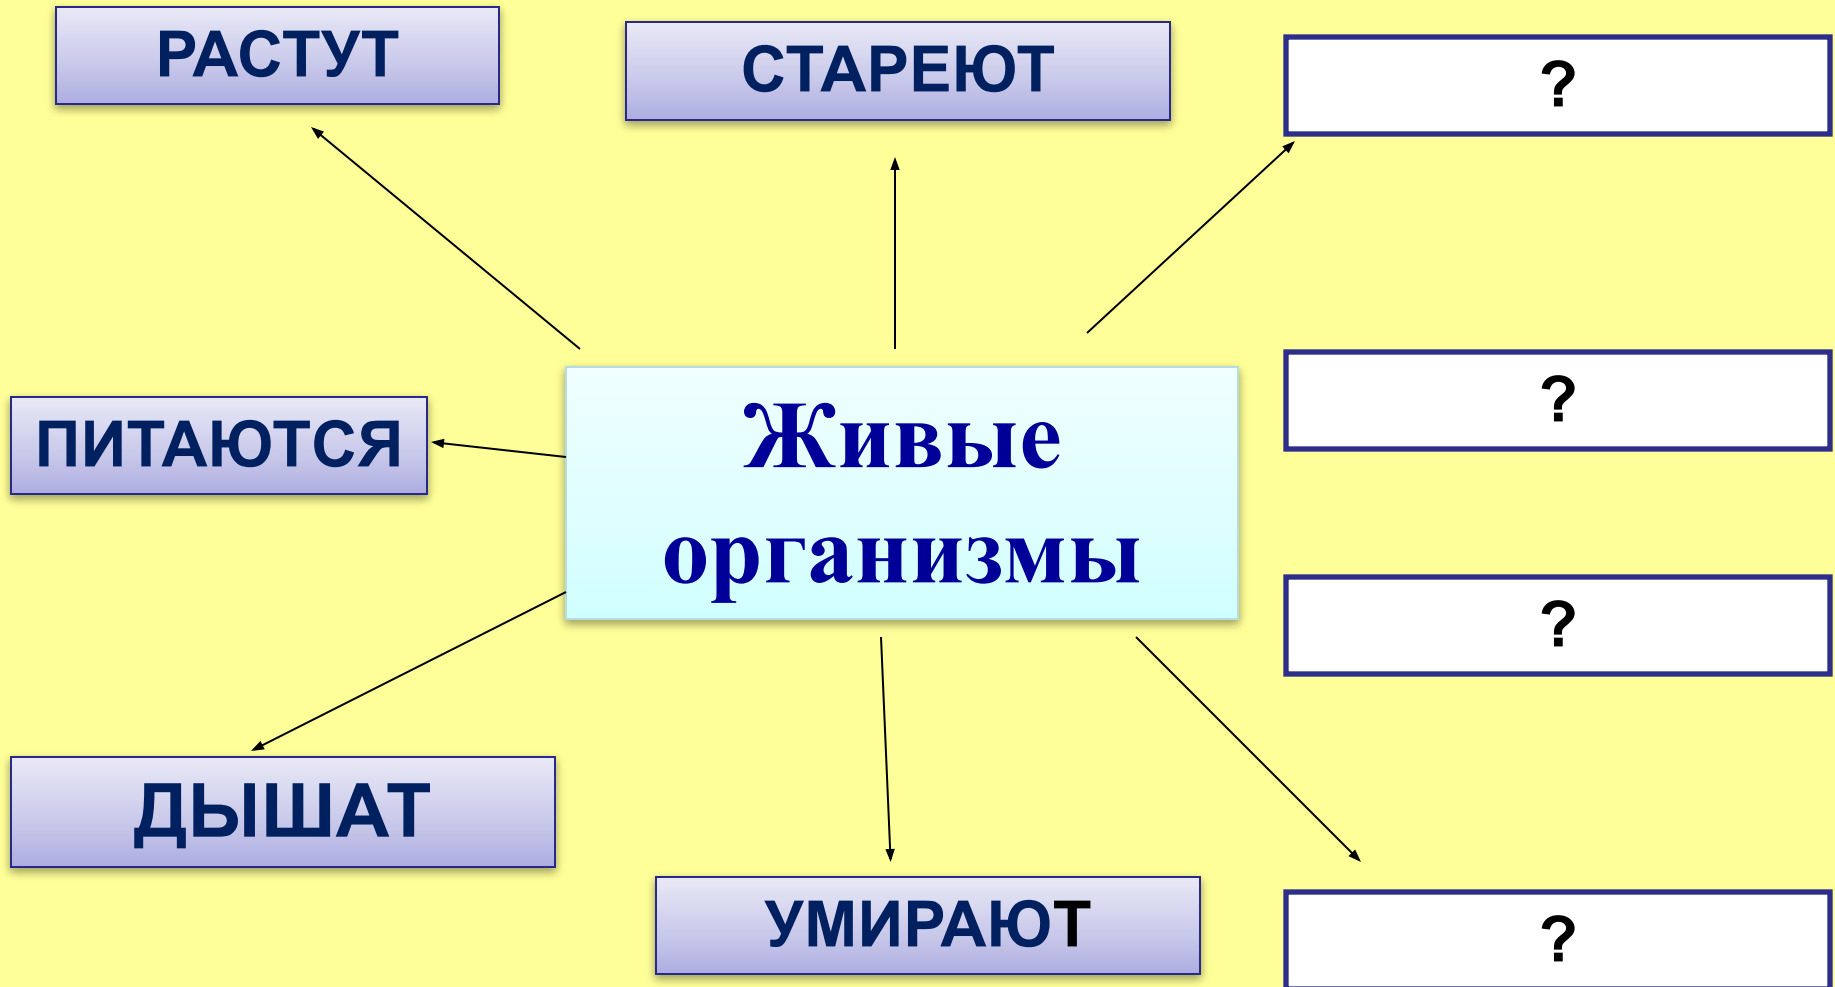 РАСТУТ
СТАРЕЮТ
?
ПИТАЮТСЯ
Живые
организмы
?
?
ДЫШАТ
УМИРАЮТ
?